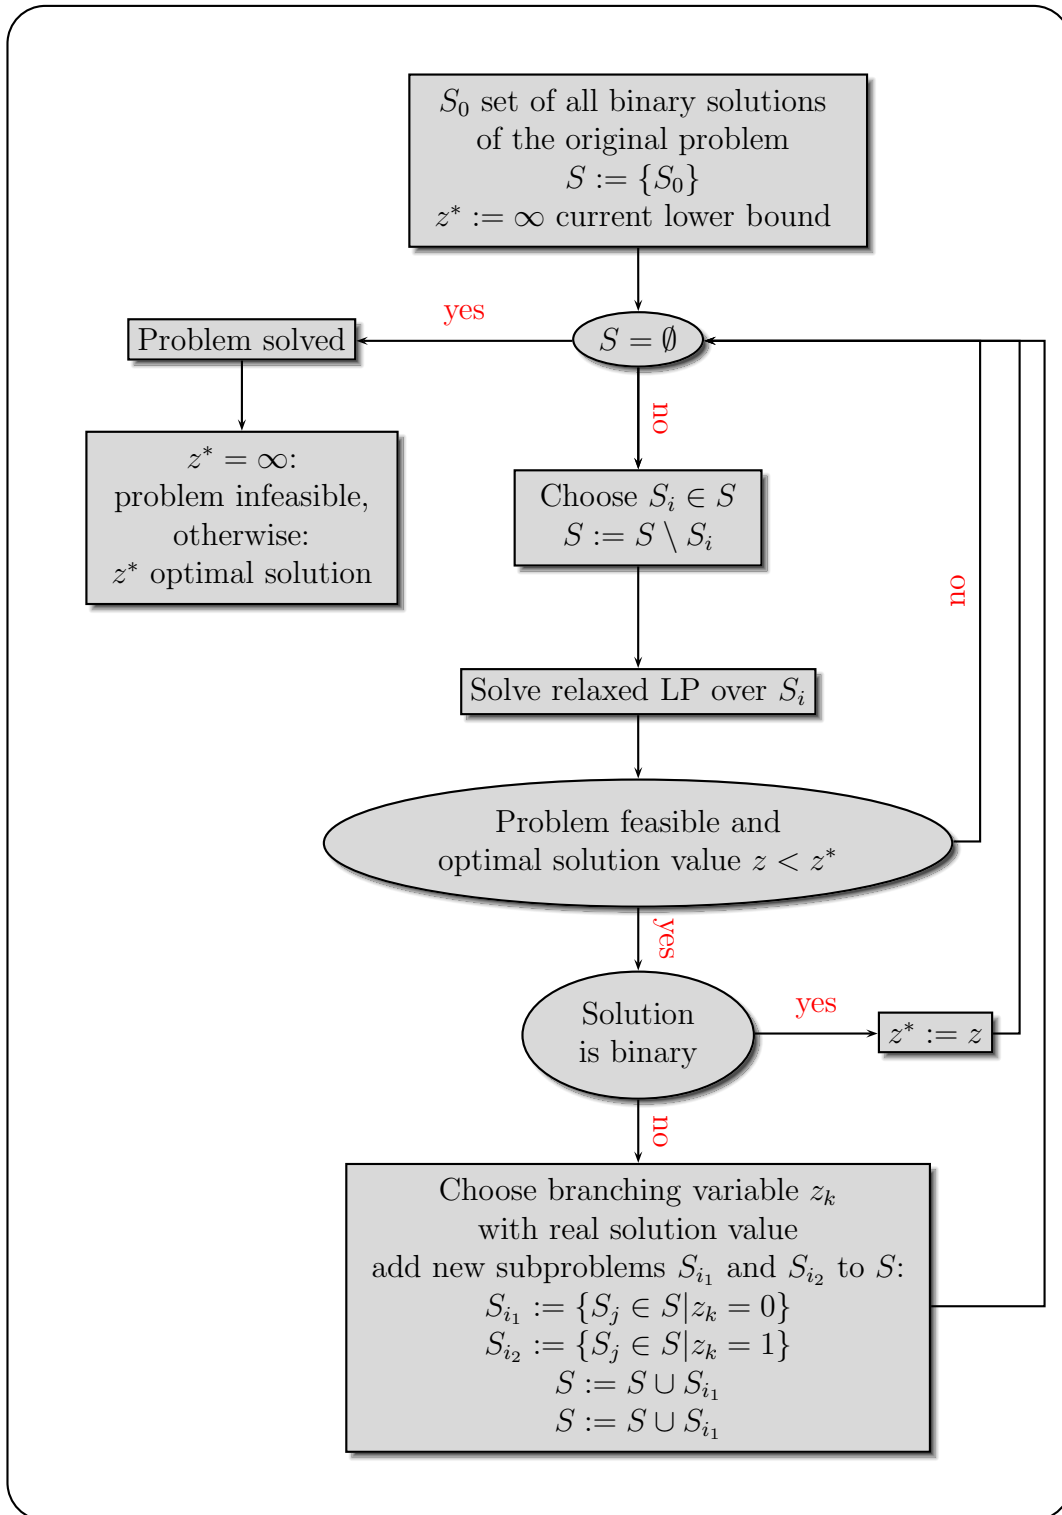 S₀ set of all binary solutions
of the original problem
S := {S₀}
z* := ∞ current lower bound
yes
Problem solved
S = ∅
no
z* = ∞:
problem infeasible,
otherwise:
z* optimal solution
Choose Sᵢ ∈ S
S := S \ Sᵢ
no
Solve relaxed LP over Sᵢ
Problem feasible and
optimal solution value z < z*
yes
Solution
is binary
yes
z* := z
no
Choose branching variable zₖ
with real solution value
add new subproblems Sᵢ₁ and Sᵢ₂ to S:
Sᵢ₁ := {Sⱼ ∈ S|zₖ = 0}
Sᵢ₂ := {Sⱼ ∈ S|zₖ = 1}
S := S ∪ Sᵢ₁
S := S ∪ Sᵢ₁